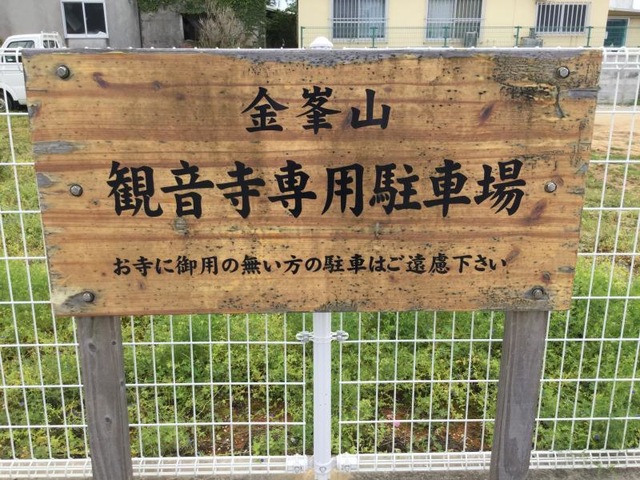 金峯山
観音寺専用駐車場
お寺に御用の無い方の駐車はご遠慮下さい